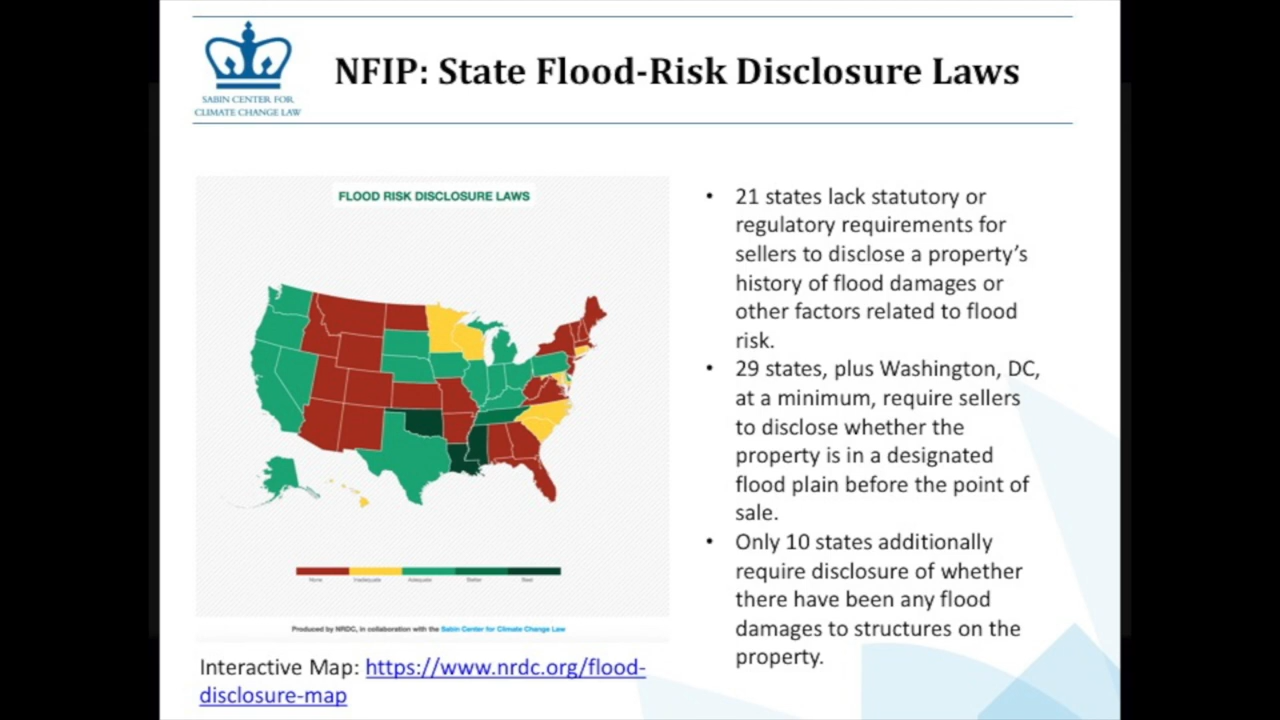 NFIP: State Flood-Risk Disclosure Laws
SABIN CENTER FOR
CLIMATE CHANGE LAW
FLOOD RISK DISCLOSURE LAWS
None Inadequate Adequate Better Best
Produced by NRDC, in collaboration with the Sabin Center for Climate Change Law
Interactive Map: https://www.nrdc.org/flood-
disclosure-map
• 21 states lack statutory or
regulatory requirements for
sellers to disclose a property’s
history of flood damages or
other factors related to flood
risk.
• 29 states, plus Washington, DC,
at a minimum, require sellers
to disclose whether the
property is in a designated
flood plain before the point of
sale.
• Only 10 states additionally
require disclosure of whether
there have been any flood
damages to structures on the
property.